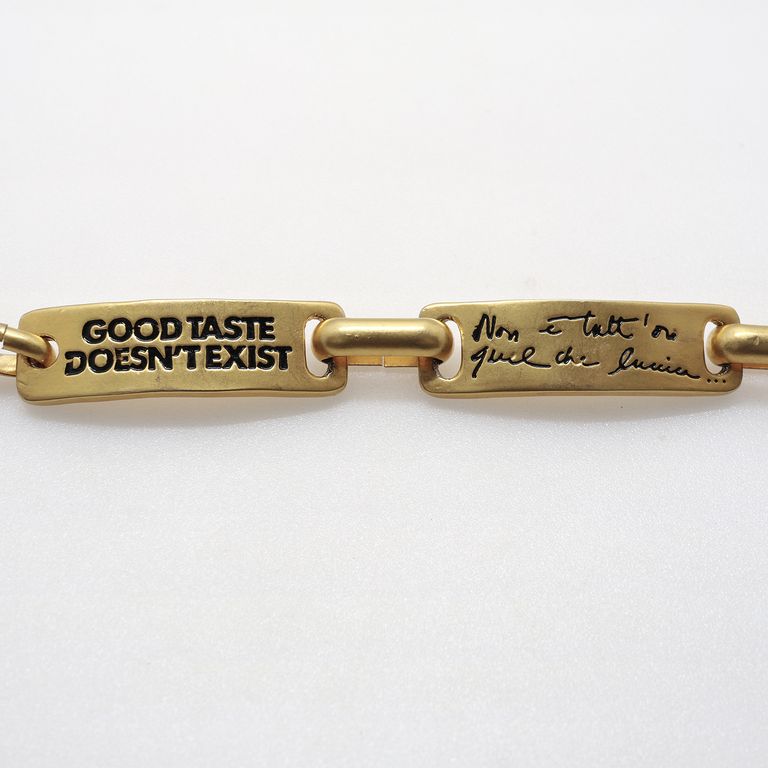 GOOD TASTE
DOESN'T EXIST
Non è tutt'oro
quel che luccica...